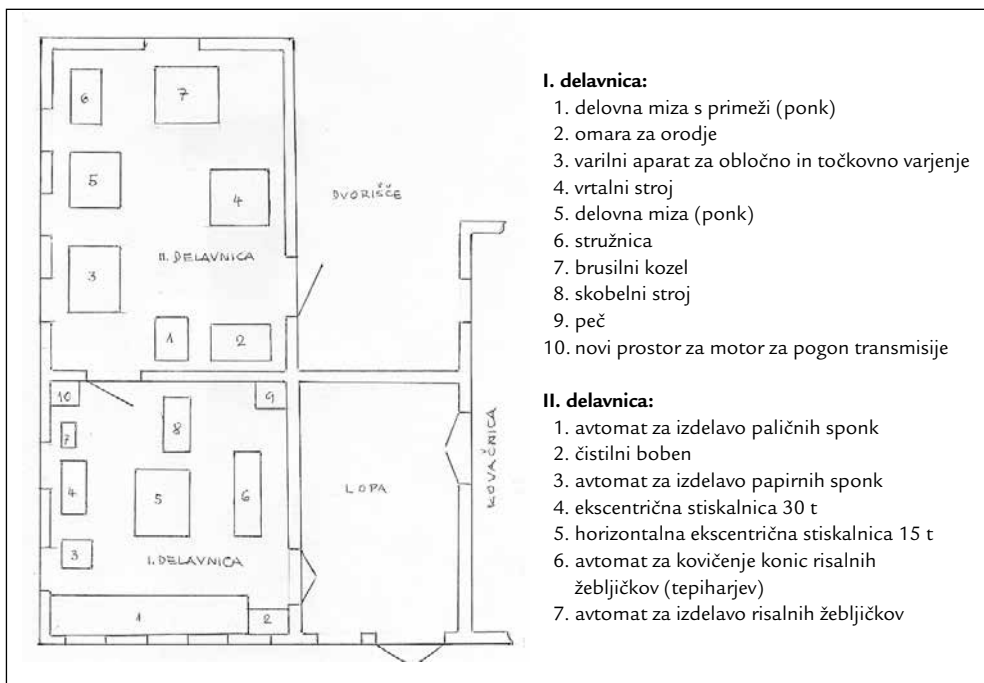 6
7
5
4
DVORIŠČE
II. DELAVNICA
3
1
2
10
9
7
8
4
5
6
LOPA
KOVAČNICA
3
I. DELAVNICA
1
2
I. delavnica:
1. delovna miza s primeži (ponk)
2. omara za orodje
3. varilni aparat za obločno in točkovno varjenje
4. vrtalni stroj
5. delovna miza (ponk)
6. stružnica
7. brusilni kozel
8. skobelni stroj
9. peč
10. novi prostor za motor za pogon transmisije
II. delavnica:
1. avtomat za izdelavo paličnih sponk
2. čistilni boben
3. avtomat za izdelavo papirnih sponk
4. ekscentrična stiskalnica 30 t
5. horizontalna ekscentrična stiskalnica 15 t
6. avtomat za kovičenje konic risalnih
žebljičkov (tepiharjev)
7. avtomat za izdelavo risalnih žebljičkov